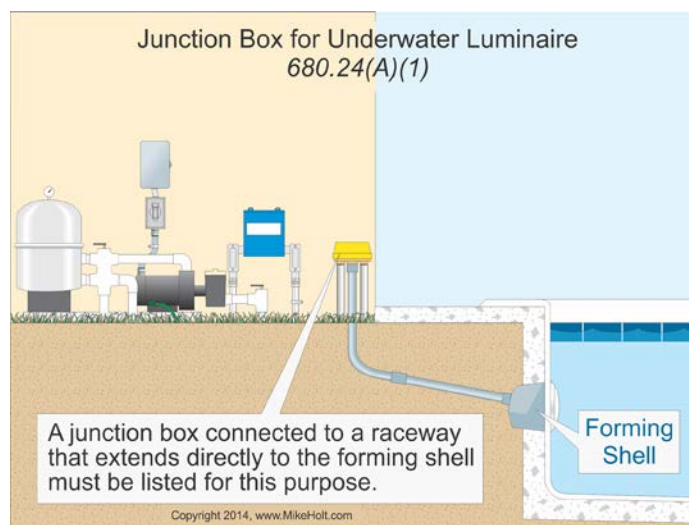 Junction Box for Underwater Luminaire
680.24(A)(1)
A junction box connected to a raceway
that extends directly to the forming shell
must be listed for this purpose.
Forming
Shell
Copyright 2014, www.MikeHolt.com